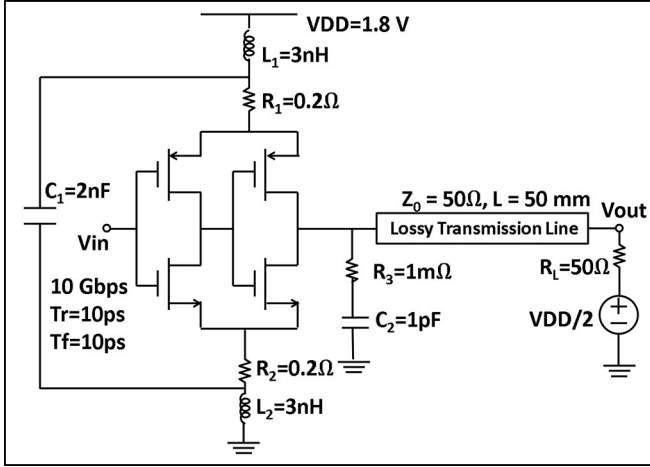 VDD=1.8 V
L₁=3nH
R₁=0.2Ω
C₁=2nF
Vin
10 Gbps
Tr=10ps
Tf=10ps
Z₀ = 50Ω, L = 50 mm
Lossy Transmission Line
Vout
R₃=1mΩ
C₂=1pF
R_L=50Ω
VDD/2
+
−
R₂=0.2Ω
L₂=3nH